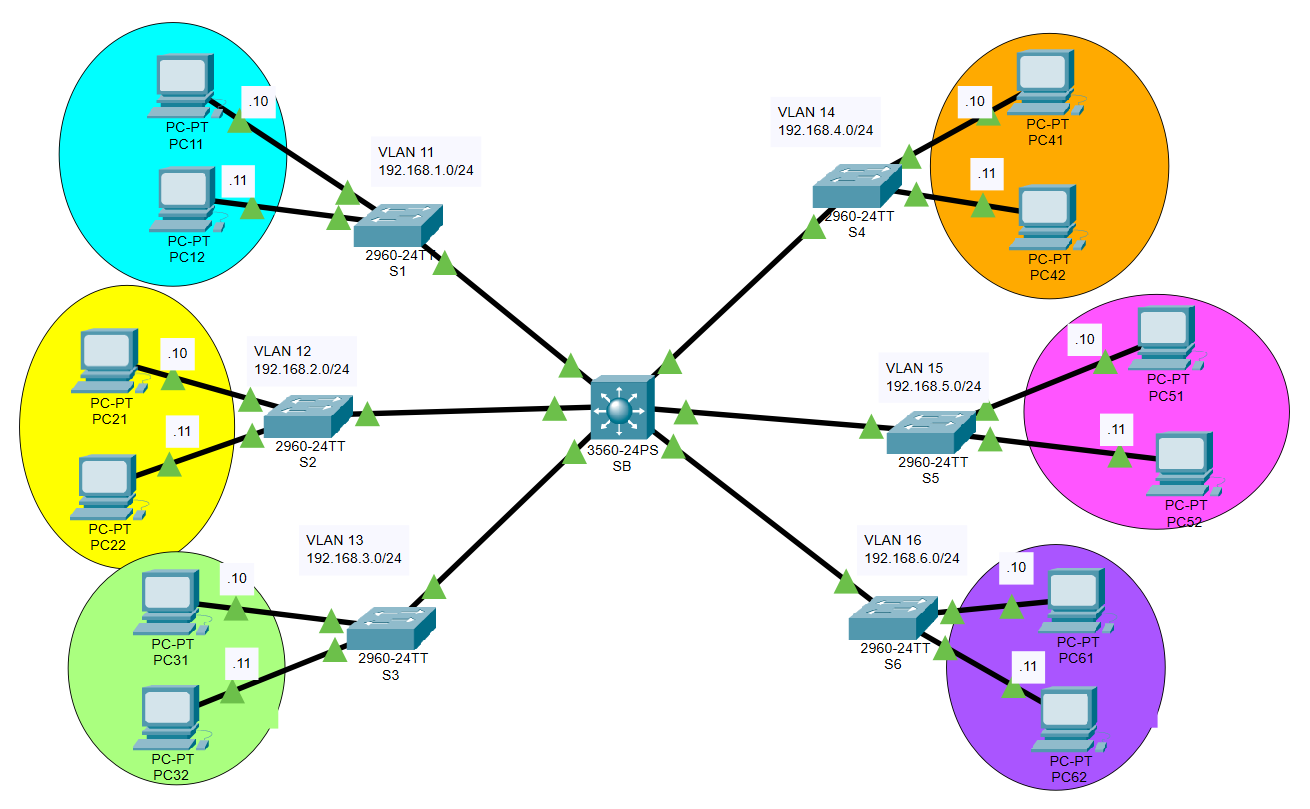 .10
PC-PT
PC11
.11
PC-PT
PC12
VLAN 11
192.168.1.0/24
2960-24TT
S1
.10
PC-PT
PC21
.11
PC-PT
PC22
VLAN 12
192.168.2.0/24
2960-24TT
S2
.10
PC-PT
PC31
.11
PC-PT
PC32
VLAN 13
192.168.3.0/24
2960-24TT
S3
3560-24PS
SB
VLAN 14
192.168.4.0/24
2960-24TT
S4
.10
PC-PT
PC41
.11
PC-PT
PC42
VLAN 15
192.168.5.0/24
2960-24TT
S5
.10
PC-PT
PC51
.11
PC-PT
PC52
VLAN 16
192.168.6.0/24
2960-24TT
S6
.10
PC-PT
PC61
.11
PC-PT
PC62